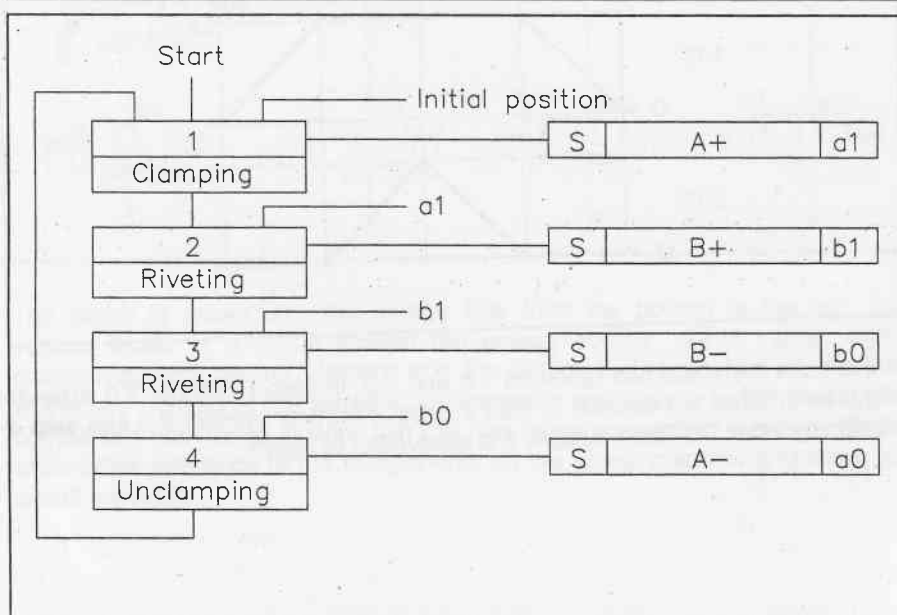 Start
Initial position
1
S A+ a1
Clamping
a1
2
S B+ b1
Riveting
b1
3
S B− b0
Riveting
b0
4
S A− a0
Unclamping